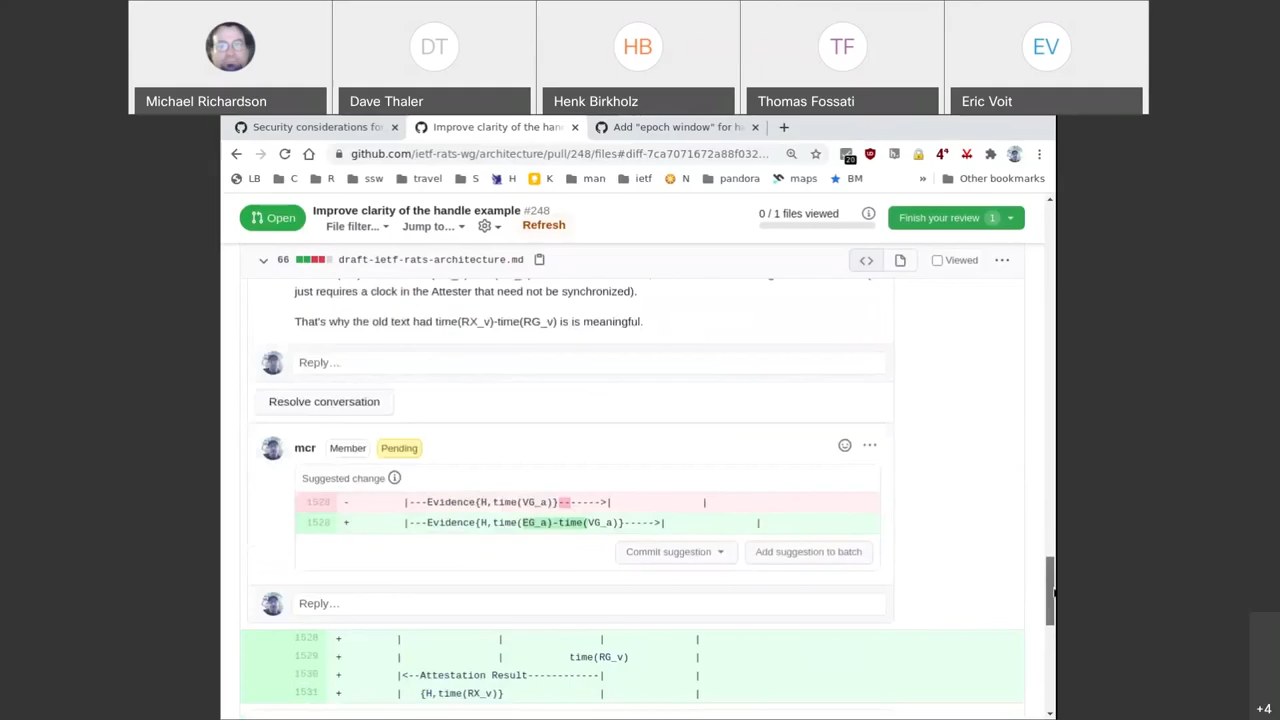 DT
HB
TF
EV
Michael Richardson
Dave Thaler
Henk Birkholz
Thomas Fossati
Eric Voit
Security considerations for
Improve clarity of the han
Add "epoch window" for ha
github.com/ietf-rats-wg/architecture/pull/248/files#diff-7ca7071672a88f032...
20
4°
LB
C
R
ssw
travel
S
H
K
man
ietf
N
pandora
maps
BM
»
Other bookmarks
Open
Improve clarity of the handle example #248
File filter...
Jump to...
Refresh
0 / 1 files viewed
Finish your review 1
66 draft-ietf-rats-architecture.md
Viewed
just requires a clock in the Attester that need not be synchronized).
That's why the old text had time(RX_v)-time(RG_v) is is meaningful.
Reply...
Resolve conversation
mcr Member Pending
Suggested change
1528 - |---Evidence{H,time(VG_a)}------->| |
1528 + |---Evidence{H,time(EG_a)-time(VG_a)}----->| |
Commit suggestion
Add suggestion to batch
Reply...
1528 + | | | |
1529 + | | time(RG_v) |
1530 + |<--Attestation Result------------| |
1531 + | {H,time(RX_v)} | |
+4